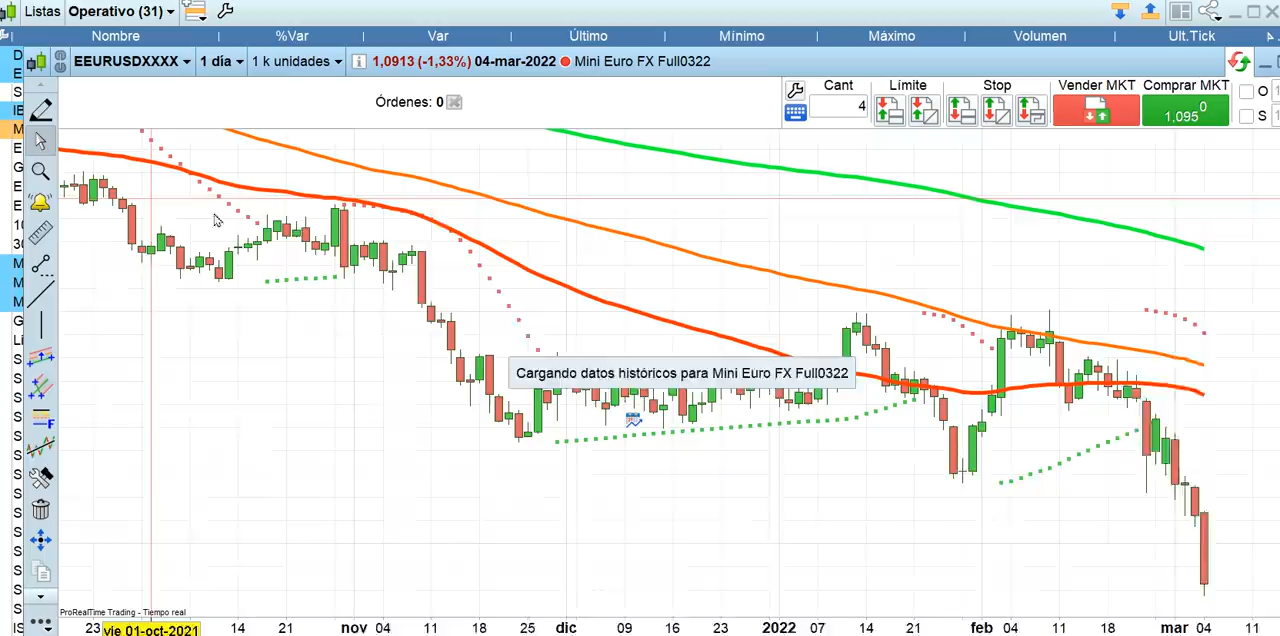 Listas Operativo (31)
Nombre %Var Var Último Mínimo Máximo Volumen Ult.Tick
EEURUSDXXXX 1 día 1 k unidades 1,0913 (-1,33%) 04-mar-2022 Mini Euro FX Full0322
Órdenes: 0
Cant Límite Stop Vender MKT Comprar MKT
4
1,095 0
O
S
Cargando datos históricos para Mini Euro FX Full0322
ProRealTime Trading - Tiempo real
23 vie 01-oct-2021 14 21 nov 04 11 18 25 dic 09 16 23 2022 07 14 21 feb 04 11 18 mar 04 11